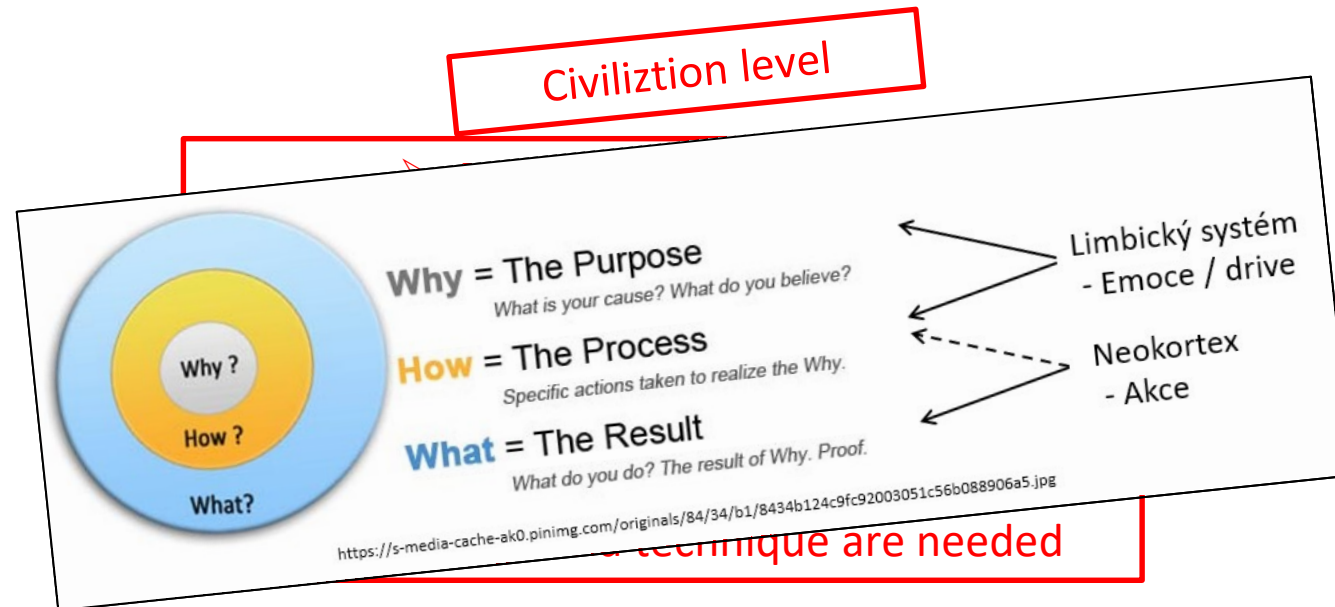 Civiliztion level
Why = The Purpose
What is your cause? What do you believe?
How = The Process
Specific actions taken to realize the Why.
What = The Result
What do you do? The result of Why. Proof.
Why ?
How ?
What?
Limbický systém
- Emoce / drive
Neokortex
- Akce
https://s-media-cache-ak0.pinimg.com/originals/84/34/b1/8434b124c9fc92003051c56b088906a5.jpg
technique are needed